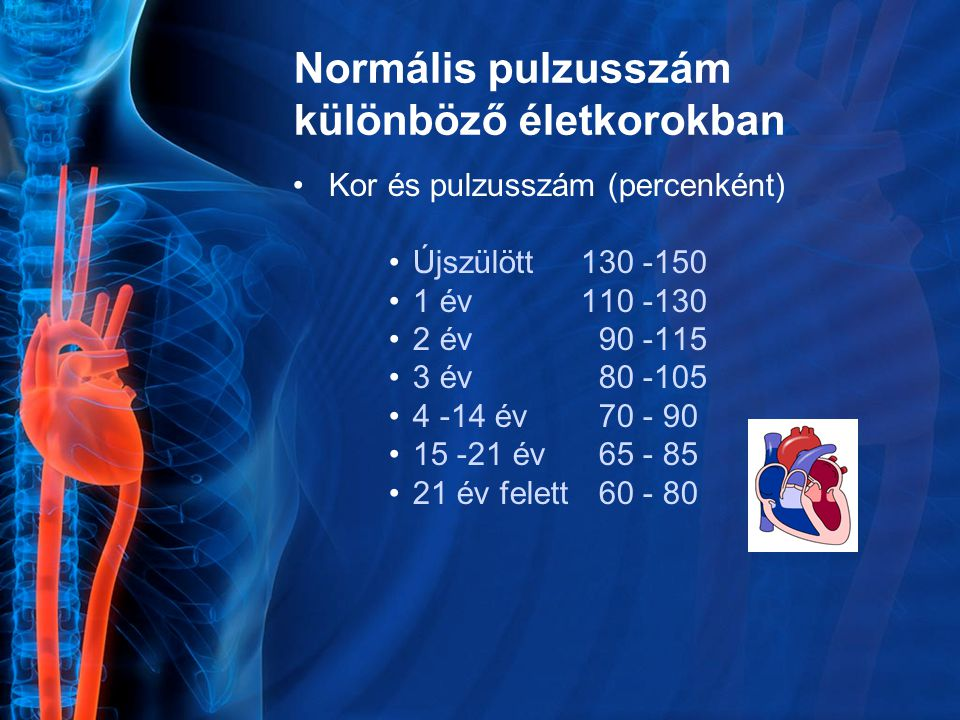 Normális pulzusszám
különböző életkorokban
• Kor és pulzusszám (percenként)
• Újszülött 130 -150
• 1 év 110 -130
• 2 év 90 -115
• 3 év 80 -105
• 4 -14 év 70 - 90
• 15 -21 év 65 - 85
• 21 év felett 60 - 80